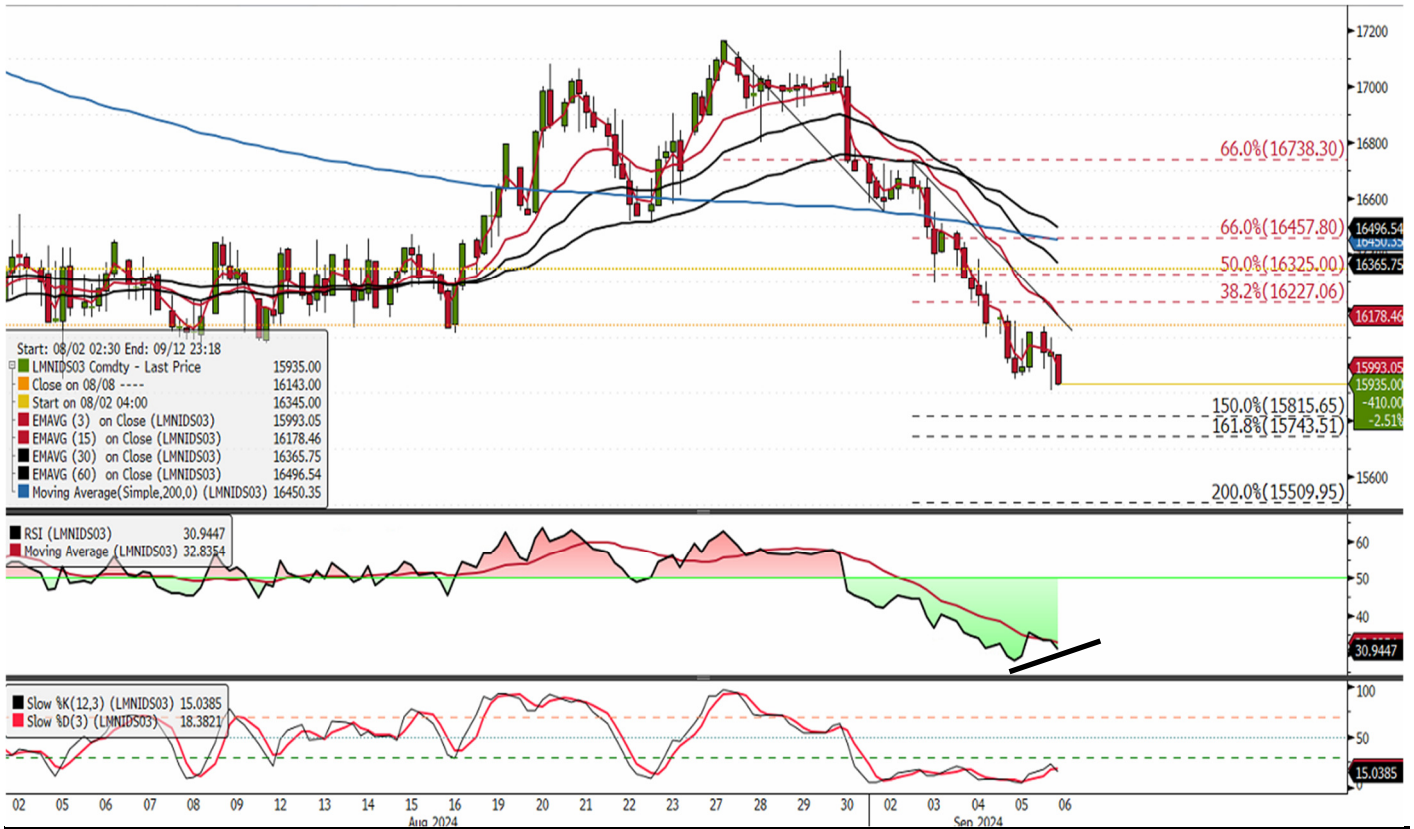 17200
17000
16800
16600
15600
66.0%(16738.30)
66.0%(16457.80)
50.0%(16325.00)
38.2%(16227.06)
150.0%(15815.65)
161.8%(15743.51)
200.0%(15509.95)
16496.54
16450.35
16365.75
16178.46
15993.05
15935.00
-410.00
-2.51%
Start: 08/02 02:30 End: 09/12 23:18
LMNIDS03 Comdty - Last Price 15935.00
Close on 08/08 ---- 16143.00
Start on 08/02 04:00 16345.00
EMAVG (3) on Close (LMNIDS03) 15993.05
EMAVG (15) on Close (LMNIDS03) 16178.46
EMAVG (30) on Close (LMNIDS03) 16365.75
EMAVG (60) on Close (LMNIDS03) 16496.54
Moving Average(Simple,200,0) (LMNIDS03) 16450.35
RSI (LMNIDS03) 30.9447
Moving Average (LMNIDS03) 32.8354
60
50
40
30.9447
Slow %K(12,3) (LMNIDS03) 15.0385
Slow %D(3) (LMNIDS03) 18.3821
100
50
15.0385
0
02 05 06 07 08 09 12 13 14 15 16 19 20 21 22 23 27 28 29 30 02 03 04 05 06
Aug 2024 Sep 2024